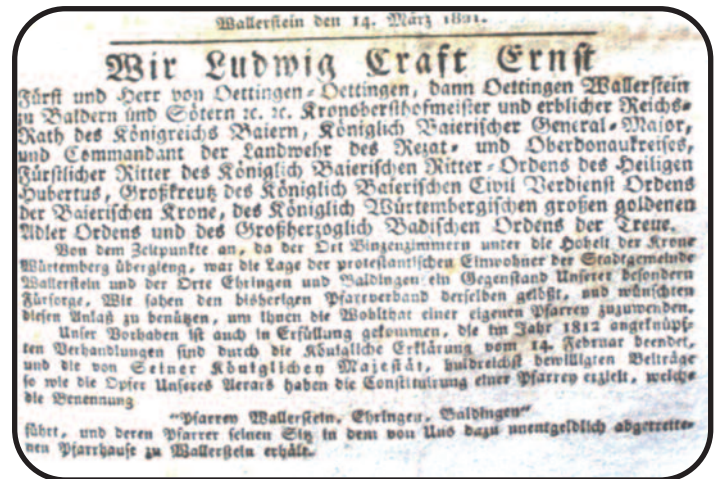 Wallerstein den 14. März 1821.
Wir Ludwig Craft Ernst
Fürst und Herr von Oettingen-Oettingen, dann Oettingen Wallerstein
zu Baldern und Sötern ꝛc. ꝛc. Kronobersthofmeister und erblicher Reichs-
Rath des Königreichs Baiern, Königlich Baierischer General-Major,
und Commandant der Landwehr des Rezat- und Oberdonaukreises,
Fürstlicher Ritter des Königlich Baierischen Ritter-Ordens des Heiligen
Hubertus, Großkreutz des Königlich Baierischen Civil Verdienst Ordens
der Baierischen Krone, des Königlich Würtembergischen großen goldenen
Adler Ordens und des Großherzoglich Badischen Ordens der Treue.
Von dem Zeitpunkte an, da der Ort Binzenzimmern unter die Hoheit der Krone
Würtemberg übergieng, war die Lage der protestantischen Einwohner der Stadtgemeinde
Wallerstein und der Orte Ehringen und Baldingen ein Gegenstand Unserer besondern
Fürsorge. Wir sahen den bisherigen Pfarrverband derselben gelößt, und wünschten
diesen Anlaß zu benützen, um ihnen die Wohlthat einer eigenen Pfarrey zuzuwenden.
Unser Vorhaben ist auch in Erfüllung gekommen, die im Jahr 1812 angeknüpf-
ten Verhandlungen sind durch die Königliche Erklärung vom 14. Februar beendet,
und die von Seiner Königlichen Majestät, huldreichst bewilligten Beiträge
so wie die Opfer Unseres Aerars haben die Constituirung einer Pfarrey erzielt, welche
die Benennung
"Pfarrey Wallerstein, Ehringen, Baldingen"
führt, und deren Pfarrer seinen Sitz in dem von Uns dazu unentgeldlich abgetrette-
nen Pfarrhause zu Wallerstein erhält.